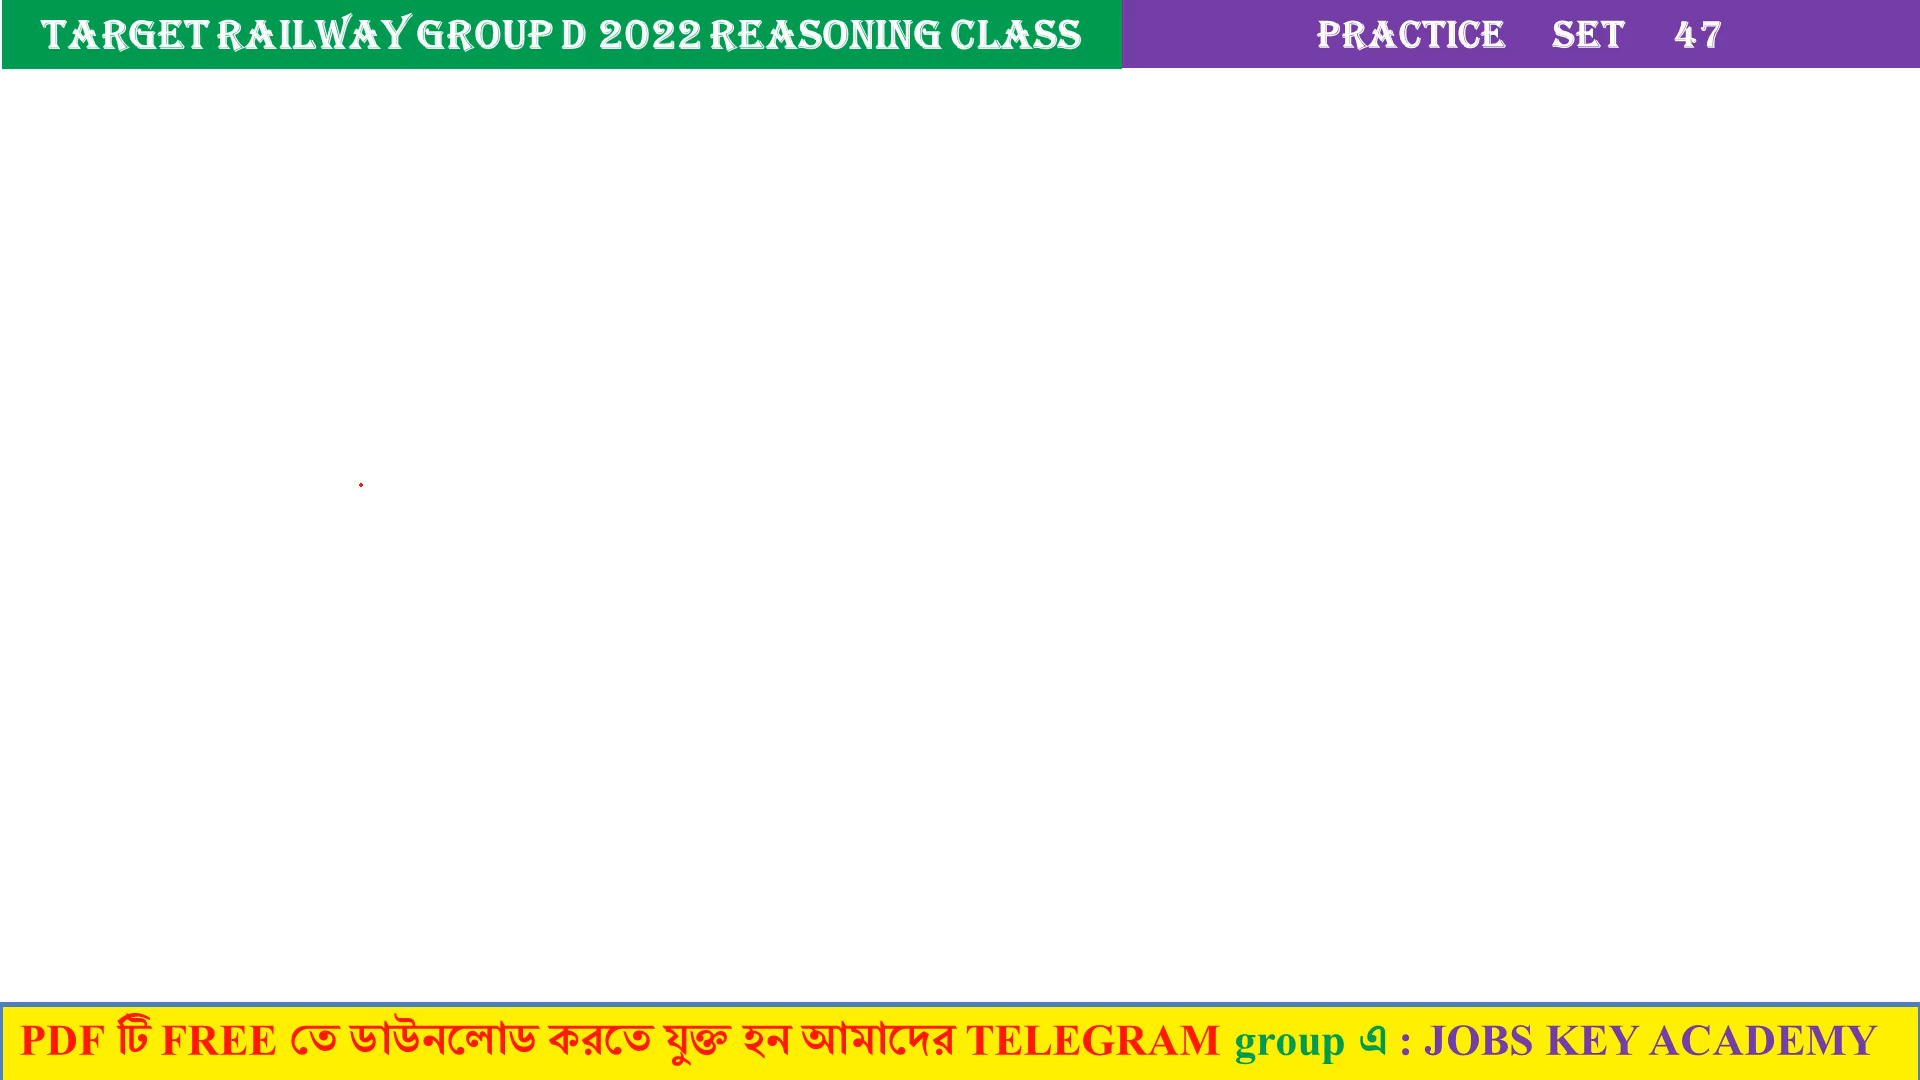 TARGET RAILWAY GROUP D 2022 REASONING CLASS
PRACTICE SET 47
PDF টি FREE তে ডাউনলোড করতে যুক্ত হন আমাদের TELEGRAM group এ : JOBS KEY ACADEMY